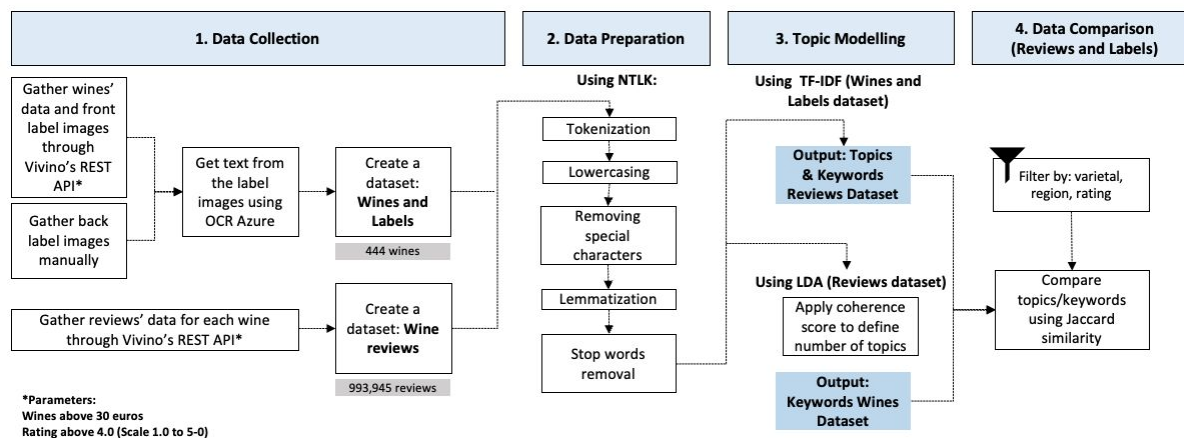 1. Data Collection
Gather wines'
data and front
label images
through
Vivino's REST
API*
Gather back
label images
manually
Get text from
the label
images using
OCR Azure
Create a
dataset:
Wines and
Labels
444 wines
Gather reviews' data for each wine
through Vivino's REST API*
Create a
dataset: Wine
reviews
993,945 reviews
*Parameters:
Wines above 30 euros
Rating above 4.0 (Scale 1.0 to 5-0)
2. Data Preparation
Using NTLK:
Tokenization
Lowercasing
Removing
special
characters
Lemmatization
Stop words
removal
3. Topic Modelling
Using TF-IDF (Wines and
Labels dataset)
Output: Topics
& Keywords
Reviews Dataset
Using LDA (Reviews dataset)
Apply coherence
score to define
number of topics
Output:
Keywords Wines
Dataset
4. Data Comparison
(Reviews and Labels)
Filter by: varietal,
region, rating
Compare
topics/keywords
using Jaccard
similarity